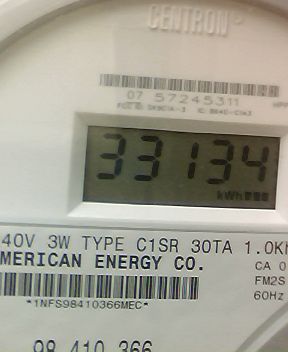 CENTRON
07 57245311
33134
kWh
40V 3W TYPE C1SR 30TA 1.0K
MERICAN ENERGY CO.
CA 0
FM2S
60Hz
*1NFS98410366MEC*
98 410 366